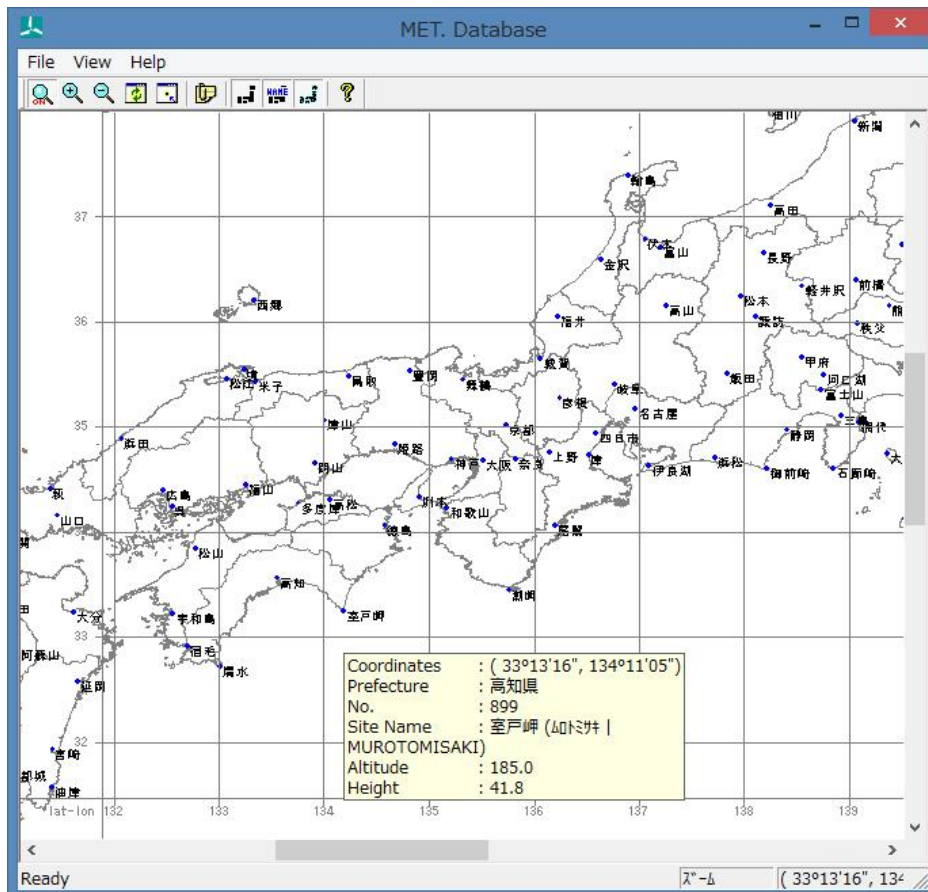 MET. Database
File View Help
ON
NAME
新潟
輪島
37
高田
伏木
富山
長野
金沢
西郷
高山
松本
軽井沢
前橋
36
福井
諏訪
秩父
敦賀
甲府
境
松江
米子
鳥取
豊岡
舞鶴
飯田
河口湖
岐阜
富士山
彦根
名古屋
三島
網代
35
津山
京都
静岡
浜田
姫路
四日市
岡山
神戸
大阪
奈良
上野
津
伊良湖
浜松
御前崎
石廊崎
萩
広島
福山
呉
多度津
高松
洲本
和歌山
34
山口
徳島
尾鷲
松山
高知
潮岬
大分
宇和島
室戸岬
33
宿毛
阿蘇山
清水
延岡
32
宮崎
都城
油津
lat-lon 132 133 134 135 136 137 138 139
Coordinates : ( 33º13'16", 134º11'05")
Prefecture : 高知県
No. : 899
Site Name : 室戸岬 (ﾑﾛﾄﾐｻｷ |
MUROTOMISAKI)
Altitude : 185.0
Height : 41.8
Ready ｽﾞｰﾑ ( 33º13'16", 134